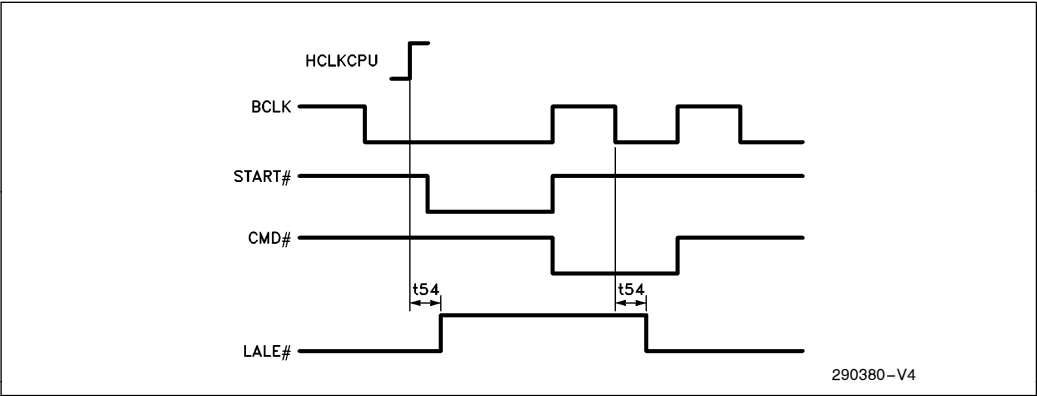 HCLKCPU
BCLK
START#
CMD#
t54 t54
LALE#
290380-V4